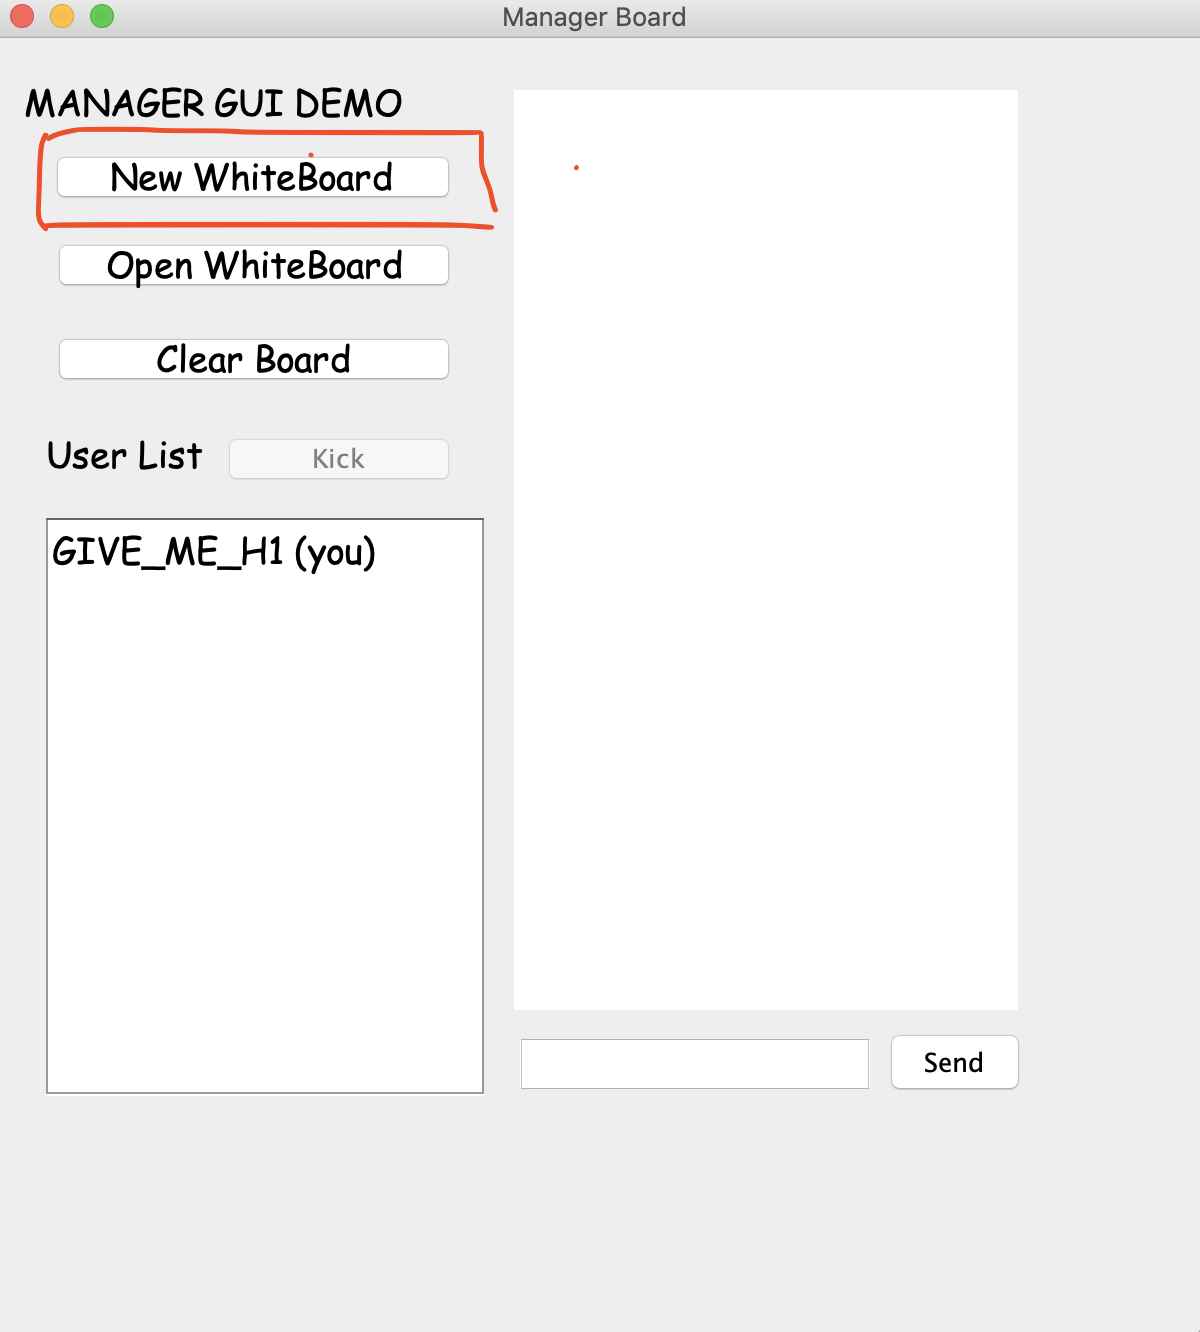 Manager Board
MANAGER GUI DEMO
New WhiteBoard
Open WhiteBoard
Clear Board
User List
Kick
GIVE_ME_H1 (you)
Send